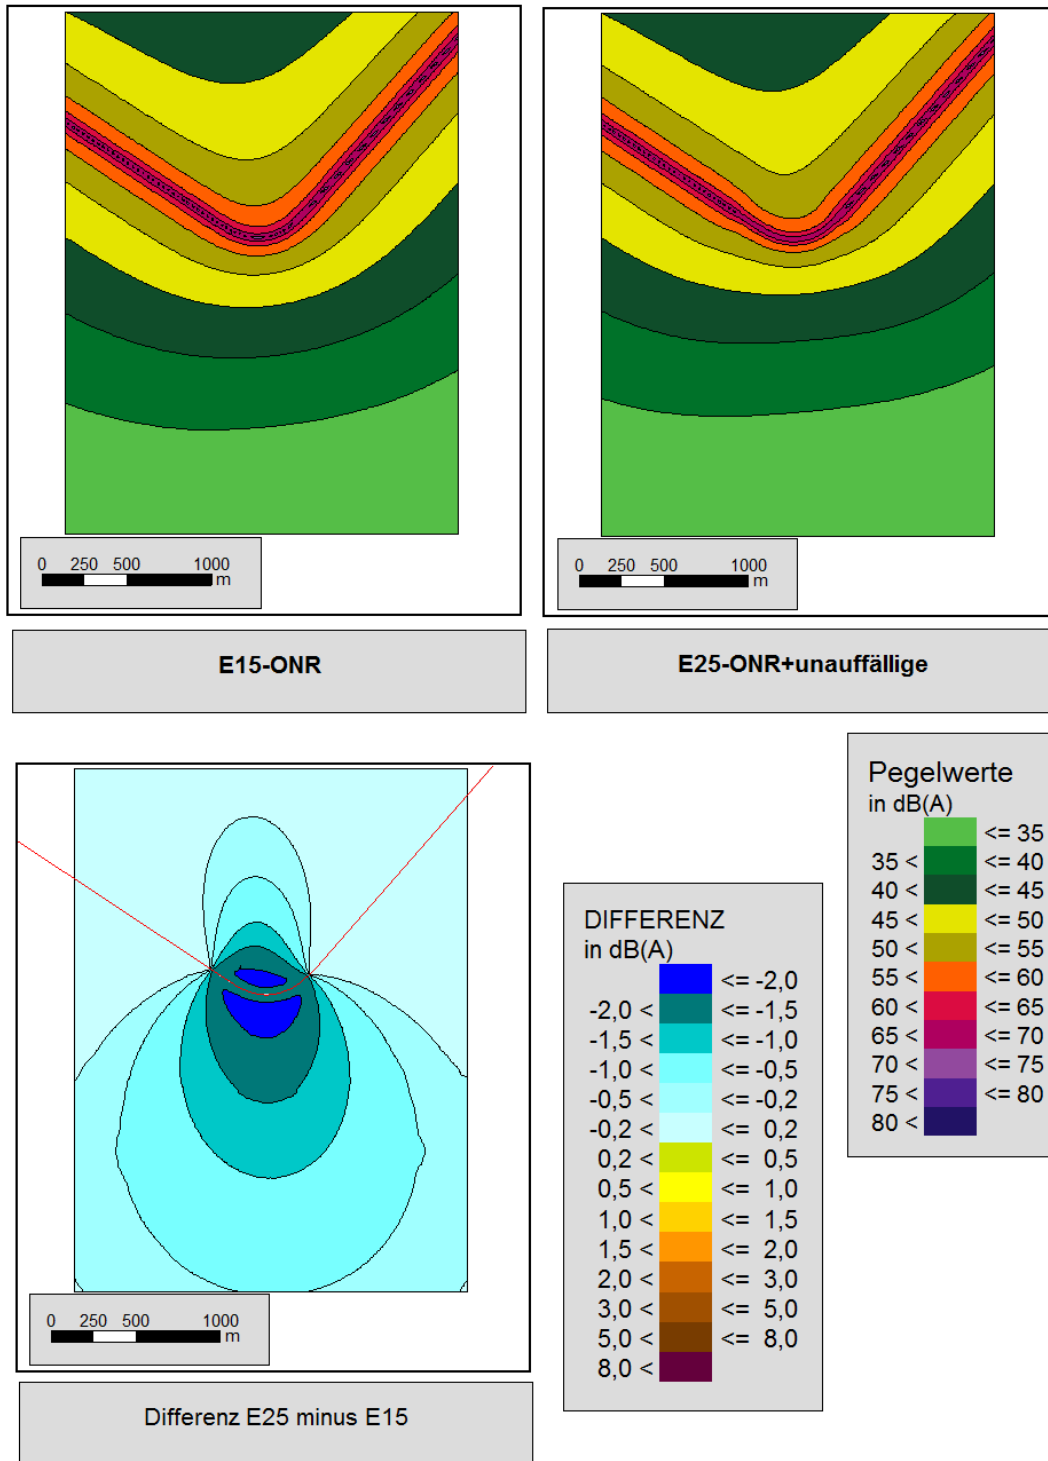 0 250 500 1000
m
E15-ONR
0 250 500 1000
m
E25-ONR+unauffällige
0 250 500 1000
m
Differenz E25 minus E15
DIFFERENZ
in dB(A)
<= -2,0
-2,0 < <= -1,5
-1,5 < <= -1,0
-1,0 < <= -0,5
-0,5 < <= -0,2
-0,2 < <= 0,2
0,2 < <= 0,5
0,5 < <= 1,0
1,0 < <= 1,5
1,5 < <= 2,0
2,0 < <= 3,0
3,0 < <= 5,0
5,0 < <= 8,0
8,0 <
Pegelwerte
in dB(A)
<= 35
35 < <= 40
40 < <= 45
45 < <= 50
50 < <= 55
55 < <= 60
60 < <= 65
65 < <= 70
70 < <= 75
75 < <= 80
80 <